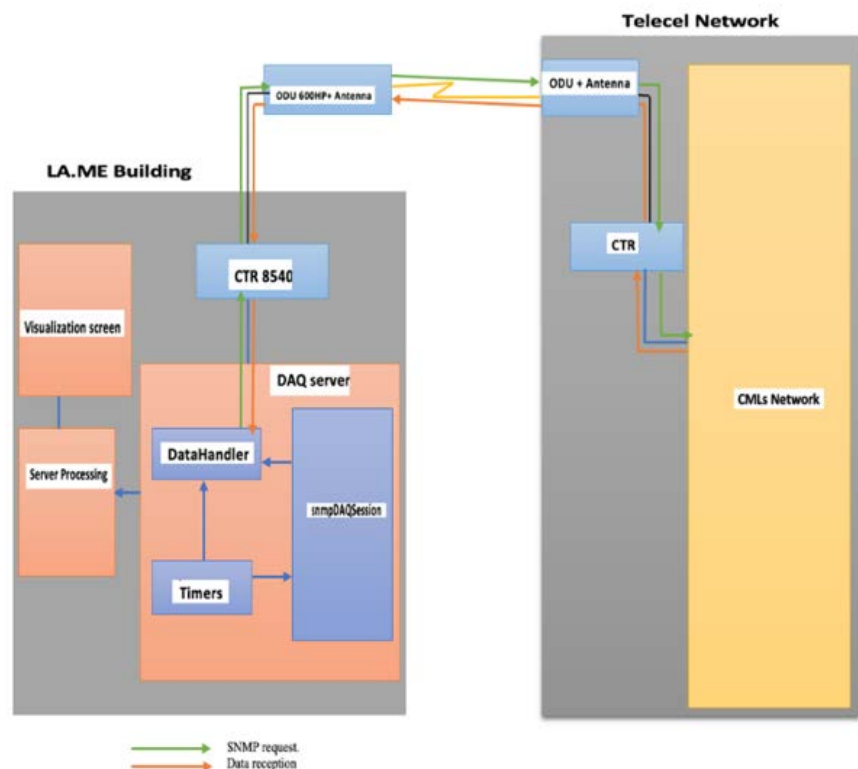 Telecel Network
ODU 600HP+ Antenna
ODU + Antenna
LA.ME Building
CTR
CTR 8540
Visualization screen
DAQ server
CMLs Network
DataHandler
Server Processing
snmpDAQSession
Timers
SNMP request.
Data reception